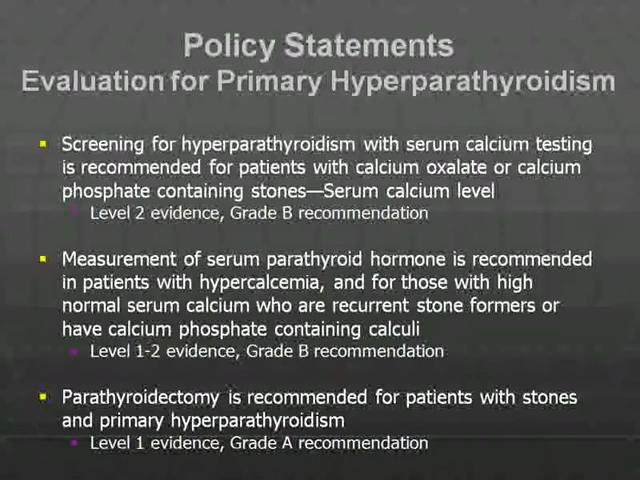 Policy Statements
Evaluation for Primary Hyperparathyroidism
Screening for hyperparathyroidism with serum calcium testing
is recommended for patients with calcium oxalate or calcium
phosphate containing stones—Serum calcium level
Level 2 evidence, Grade B recommendation
Measurement of serum parathyroid hormone is recommended
in patients with hypercalcemia, and for those with high
normal serum calcium who are recurrent stone formers or
have calcium phosphate containing calculi
Level 1-2 evidence, Grade B recommendation
Parathyroidectomy is recommended for patients with stones
and primary hyperparathyroidism
Level 1 evidence, Grade A recommendation